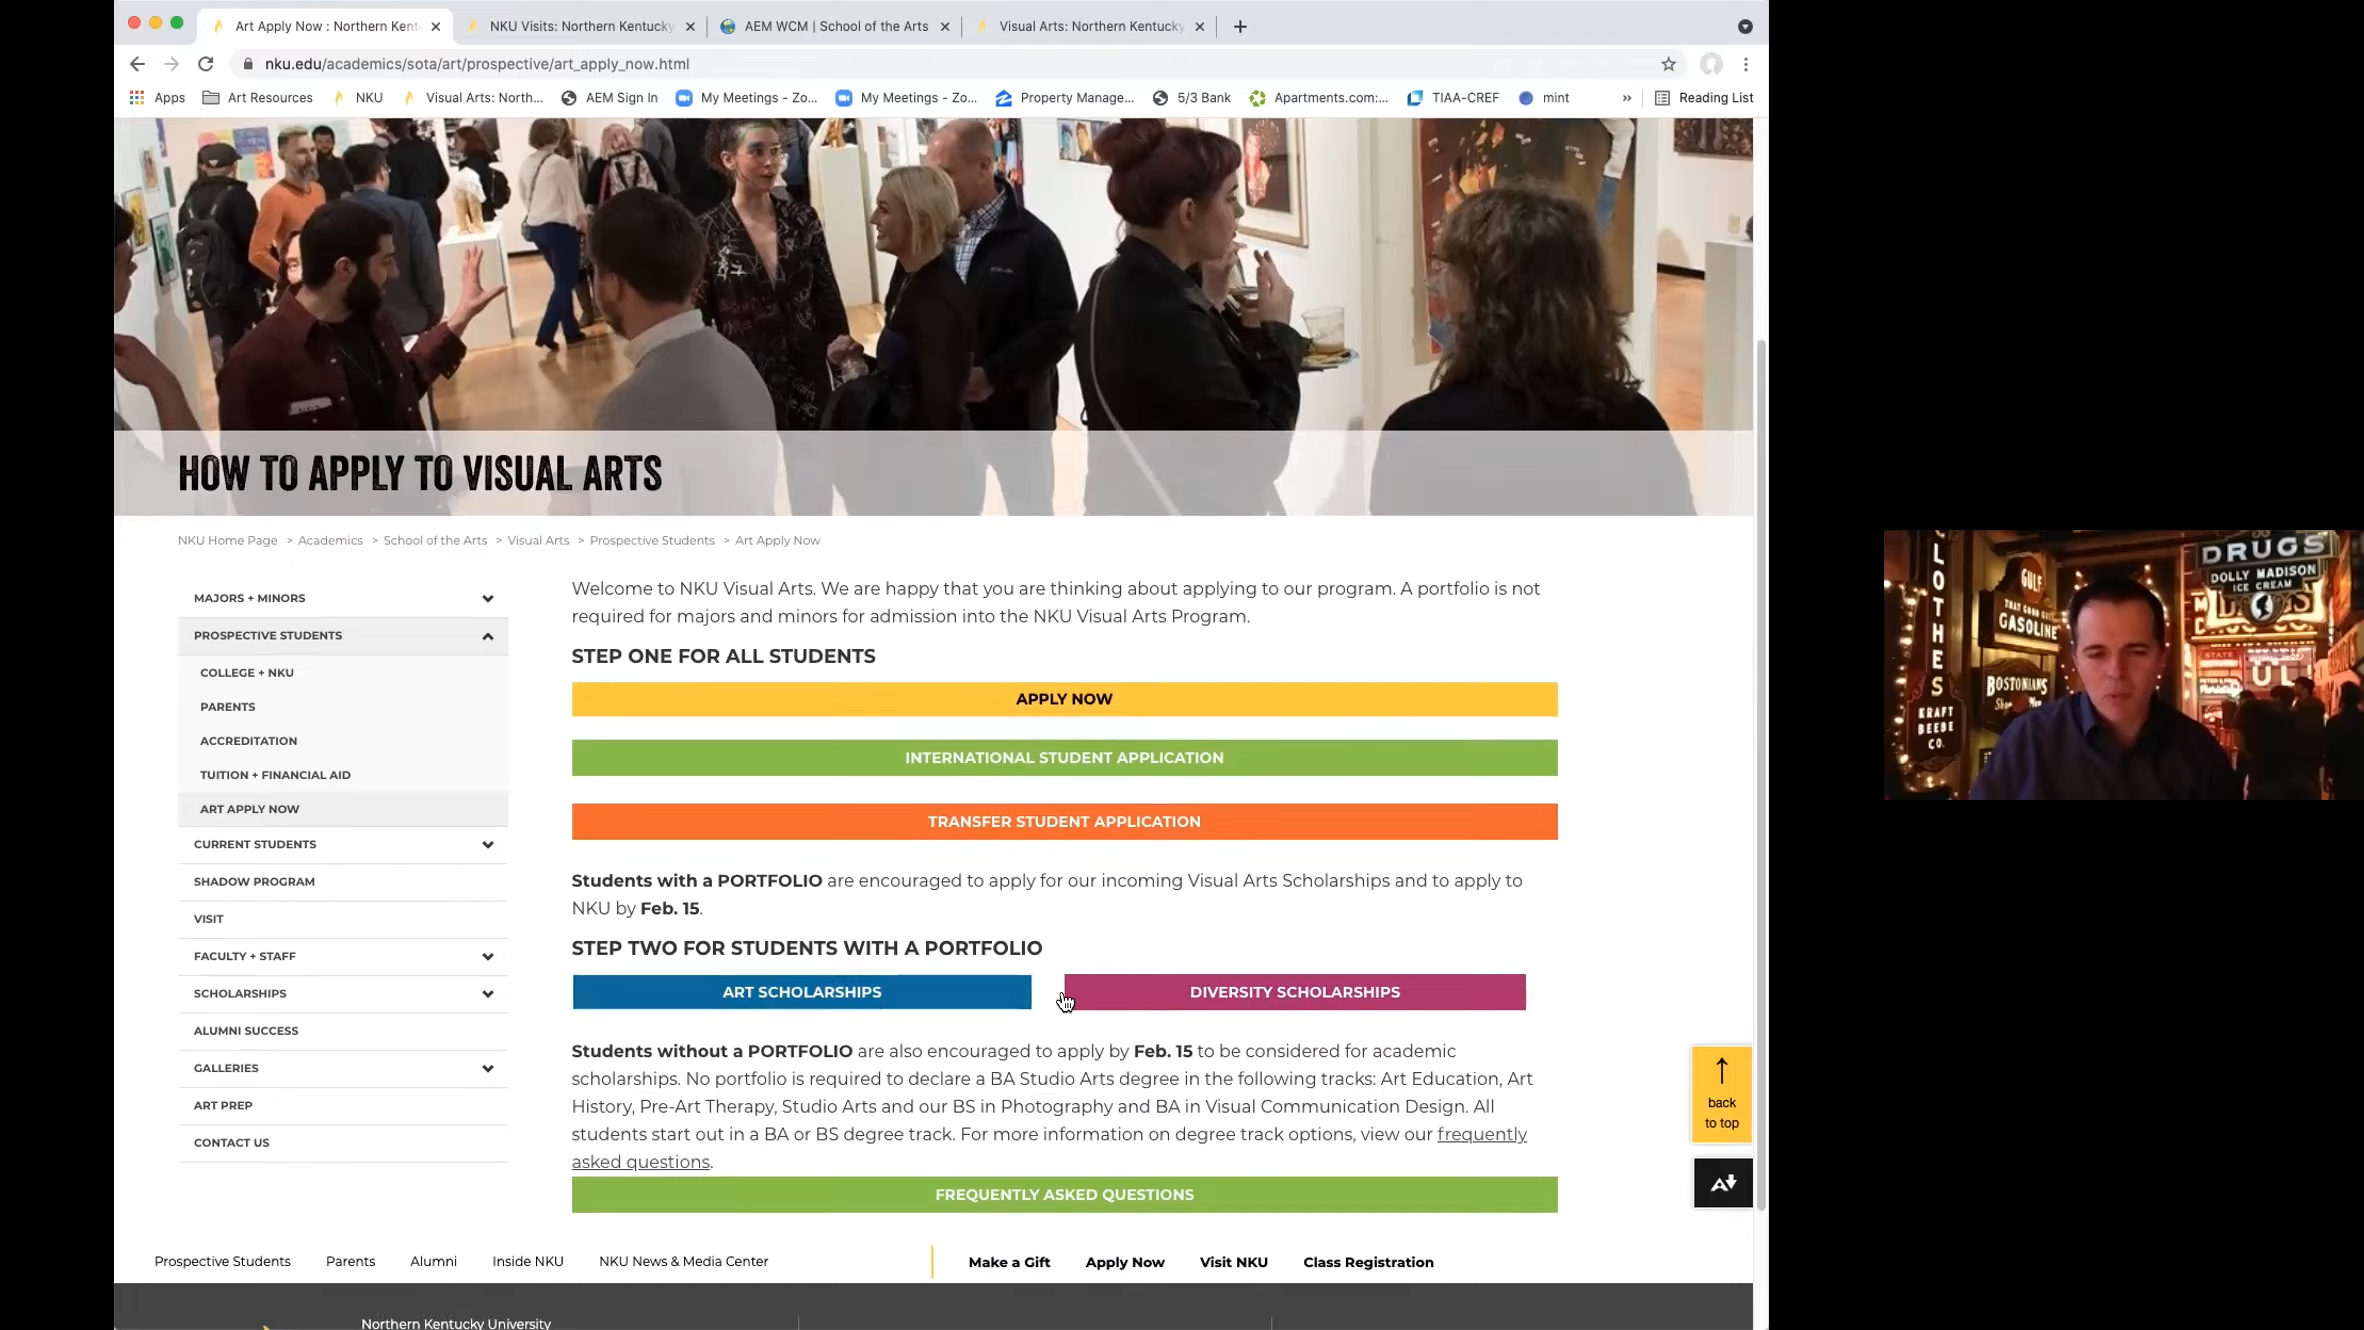 Art Apply Now : Northern Kent
NKU Visits: Northern Kentucky
AEM WCM | School of the Arts
Visual Arts: Northern Kentucky
nku.edu/academics/sota/art/prospective/art_apply_now.html
Apps
Art Resources
NKU
Visual Arts: North...
AEM Sign In
My Meetings - Zo...
My Meetings - Zo...
Property Manage...
5/3 Bank
Apartments.com:...
TIAA-CREF
mint
»
Reading List
HOW TO APPLY TO VISUAL ARTS
NKU Home Page > Academics > School of the Arts > Visual Arts > Prospective Students > Art Apply Now
MAJORS + MINORS
PROSPECTIVE STUDENTS
COLLEGE + NKU
PARENTS
ACCREDITATION
TUITION + FINANCIAL AID
ART APPLY NOW
CURRENT STUDENTS
SHADOW PROGRAM
VISIT
FACULTY + STAFF
SCHOLARSHIPS
ALUMNI SUCCESS
GALLERIES
ART PREP
CONTACT US
Welcome to NKU Visual Arts. We are happy that you are thinking about applying to our program. A portfolio is not
required for majors and minors for admission into the NKU Visual Arts Program.
STEP ONE FOR ALL STUDENTS
APPLY NOW
INTERNATIONAL STUDENT APPLICATION
TRANSFER STUDENT APPLICATION
Students with a PORTFOLIO are encouraged to apply for our incoming Visual Arts Scholarships and to apply to
NKU by Feb. 15.
STEP TWO FOR STUDENTS WITH A PORTFOLIO
ART SCHOLARSHIPS
DIVERSITY SCHOLARSHIPS
Students without a PORTFOLIO are also encouraged to apply by Feb. 15 to be considered for academic
scholarships. No portfolio is required to declare a BA Studio Arts degree in the following tracks: Art Education, Art
History, Pre-Art Therapy, Studio Arts and our BS in Photography and BA in Visual Communication Design. All
students start out in a BA or BS degree track. For more information on degree track options, view our frequently
asked questions.
FREQUENTLY ASKED QUESTIONS
back
to top
Prospective Students
Parents
Alumni
Inside NKU
NKU News & Media Center
Make a Gift
Apply Now
Visit NKU
Class Registration
Northern Kentucky University
LOTHES
KRAFT
BEEBE
CO.
GULF
THAT GOOD GULF
GASOLINE
BOSTONIANS
DRUGS
DOLLY MADISON
ICE CREAM
STATE
UL